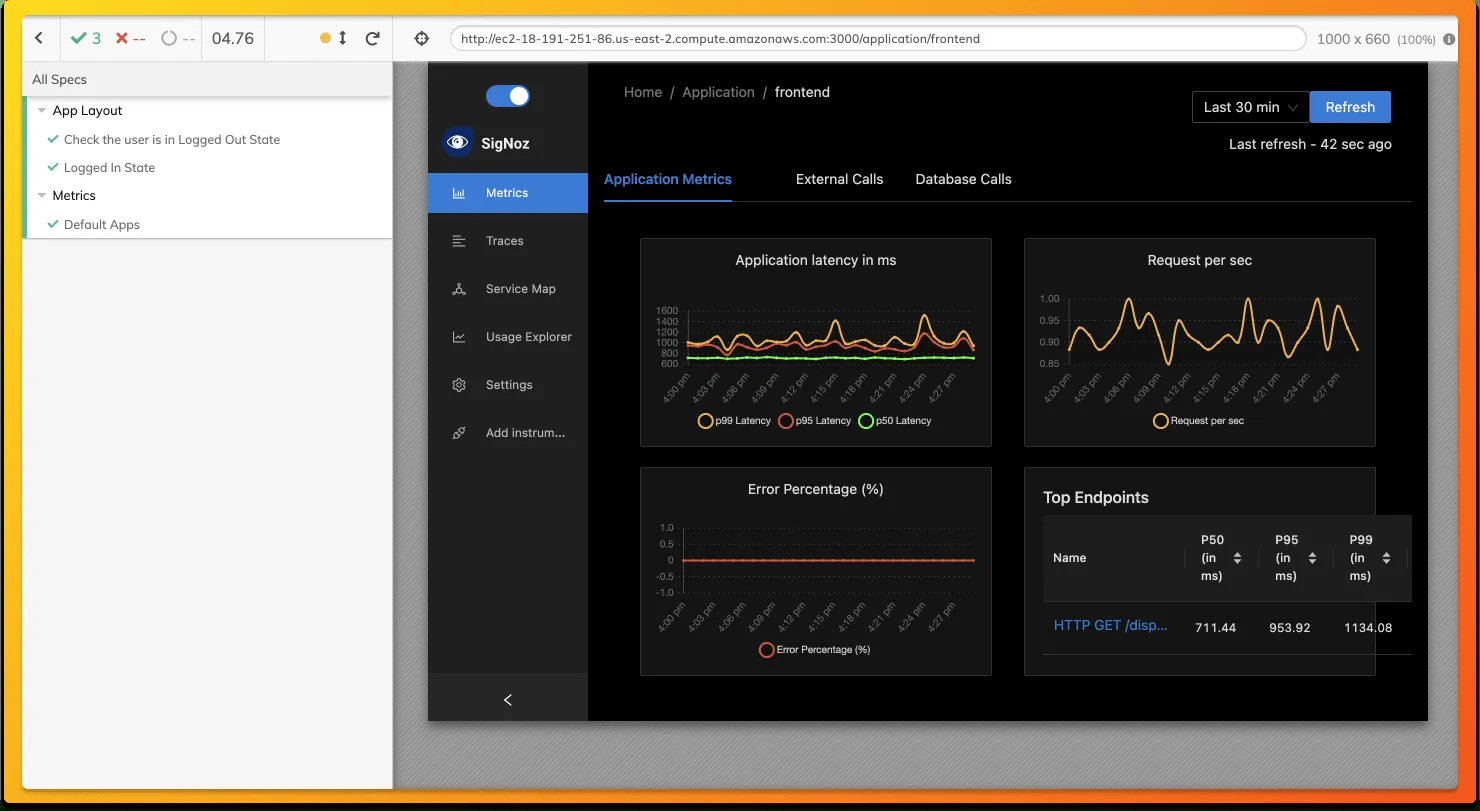 3 -- -- 04.76
http://ec2-18-191-251-86.us-east-2.compute.amazonaws.com:3000/application/frontend
1000 x 660 (100%)
All Specs
App Layout
Check the user is in Logged Out State
Logged In State
Metrics
Default Apps
SigNoz
Metrics
Traces
Service Map
Usage Explorer
Settings
Add instrum...
Home / Application / frontend
Last 30 min
Refresh
Last refresh - 42 sec ago
Application Metrics
External Calls
Database Calls
Application latency in ms
1600
1400
1200
1000
800
600
4:00 pm 4:03 pm 4:06 pm 4:09 pm 4:12 pm 4:15 pm 4:18 pm 4:21 pm 4:24 pm 4:27 pm
p99 Latency p95 Latency p50 Latency
Request per sec
1.00
0.95
0.90
0.85
4:00 pm 4:03 pm 4:06 pm 4:09 pm 4:12 pm 4:15 pm 4:18 pm 4:21 pm 4:24 pm 4:27 pm
Request per sec
Error Percentage (%)
1.0
0.5
0
-0.5
-1.0
4:00 pm 4:03 pm 4:06 pm 4:09 pm 4:12 pm 4:15 pm 4:18 pm 4:21 pm 4:24 pm 4:27 pm
Error Percentage (%)
Top Endpoints
Name
P50
(in
ms)
P95
(in
ms)
P99
(in
ms)
HTTP GET /disp... 711.44 953.92 1134.08